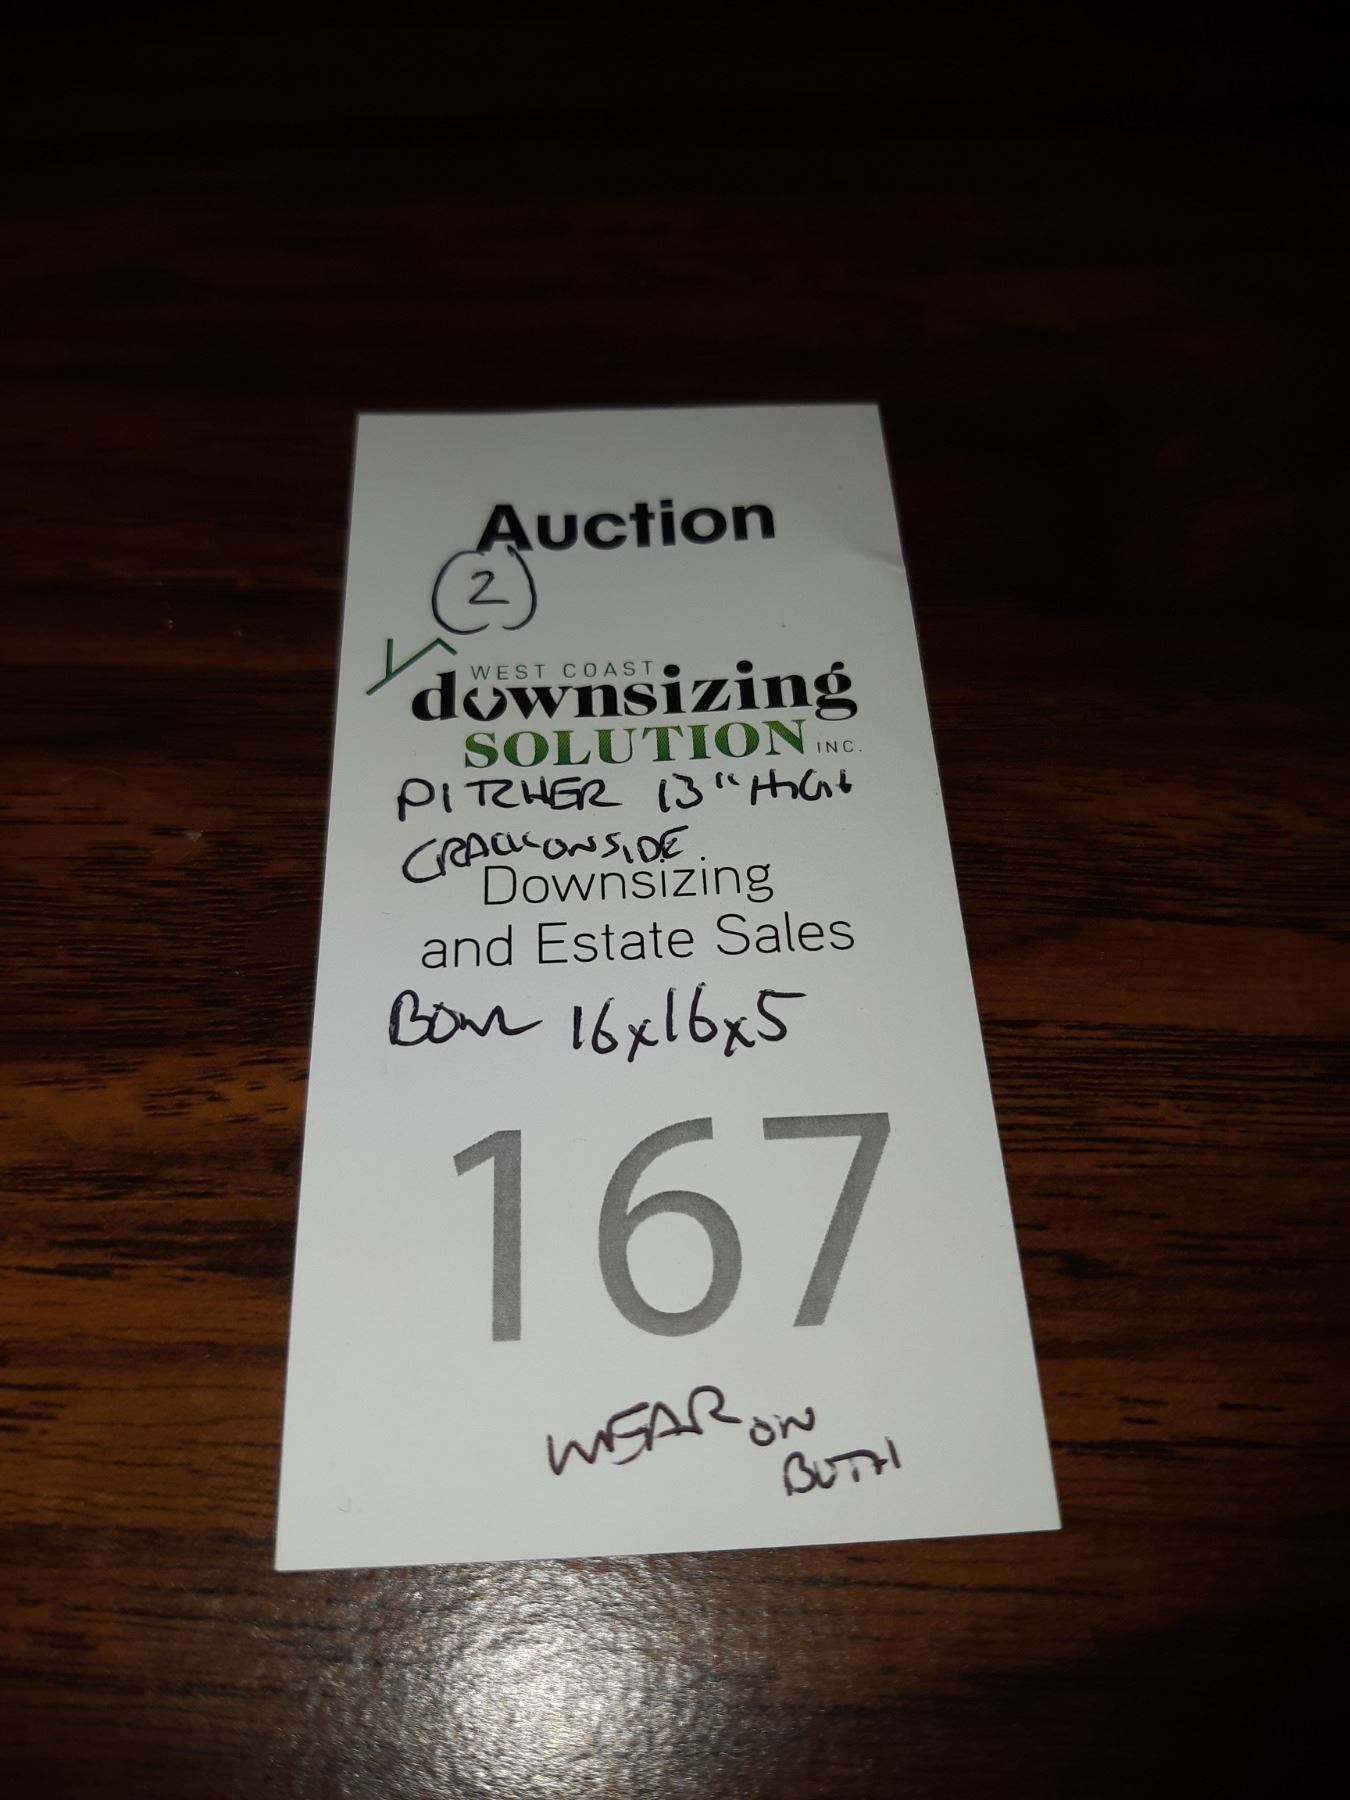 Auction
2
WEST COAST
downsizing
SOLUTION INC.
PITCHER 13" HIGH
CRACK ON SIDE
Downsizing
and Estate Sales
BOWL 16x16x5
167
WEAR ON
BOTH